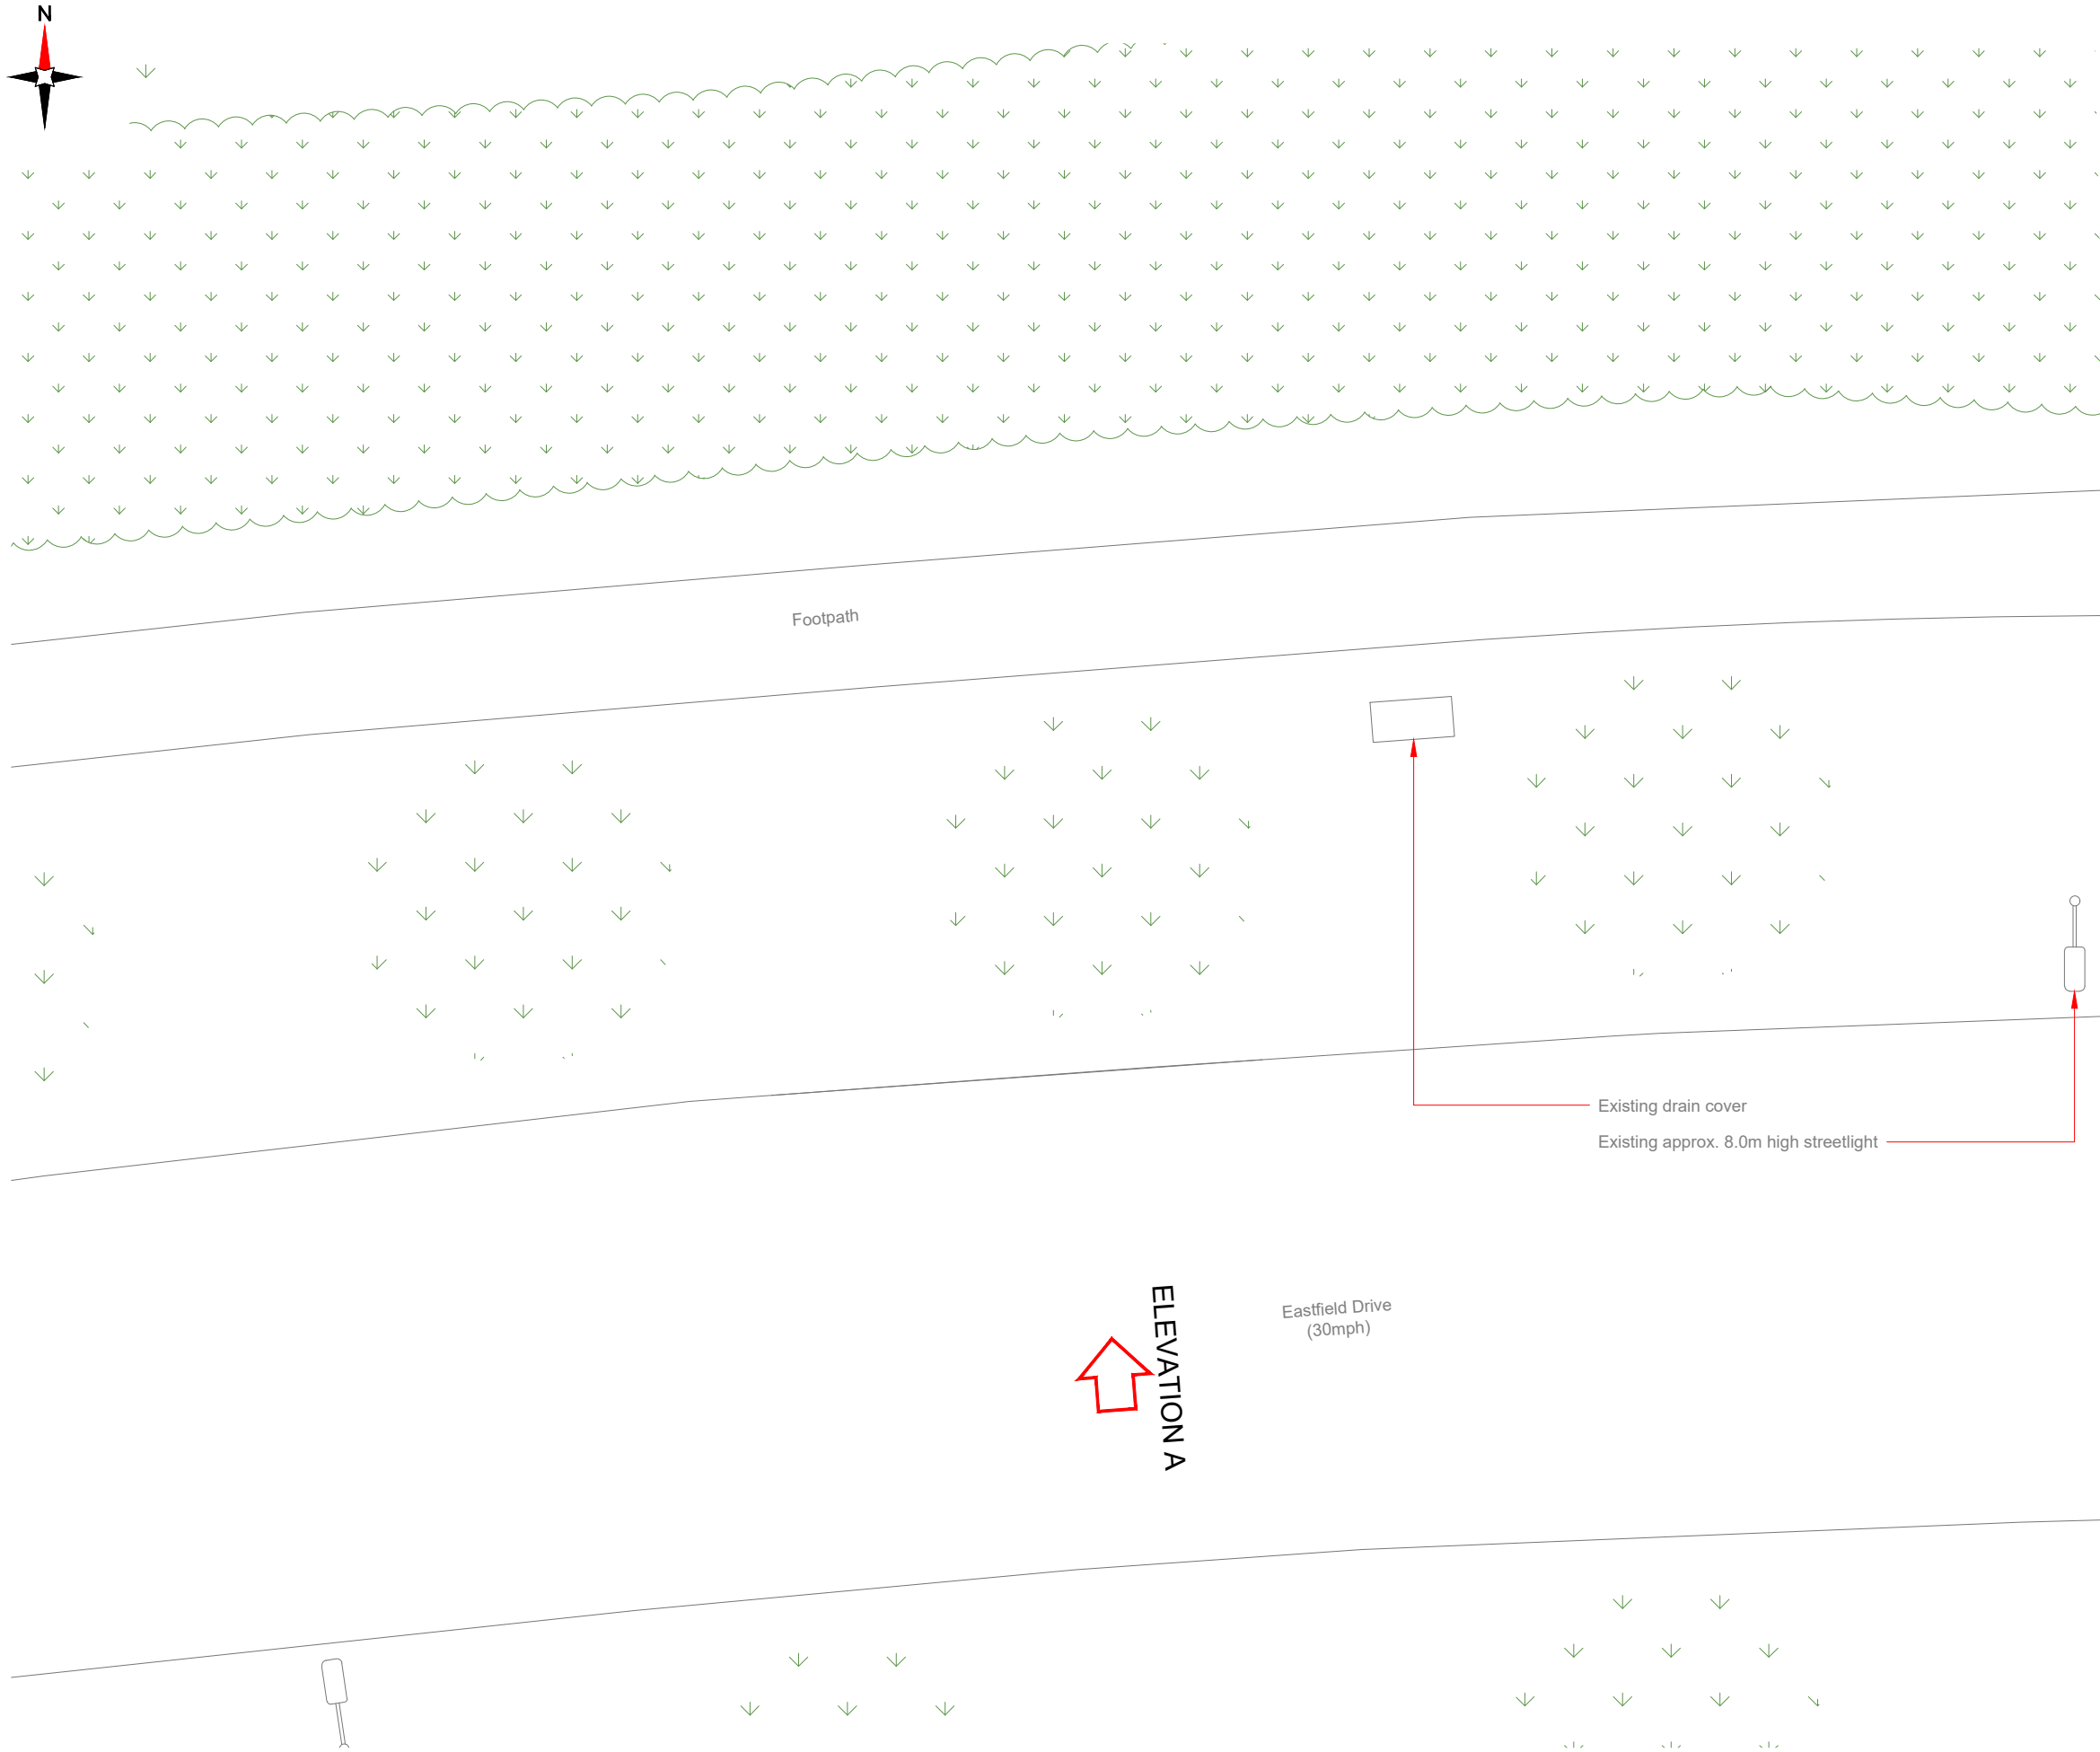 N
Footpath
Existing drain cover
Existing approx. 8.0m high streetlight
ELEVATION A
Eastfield Drive
(30mph)